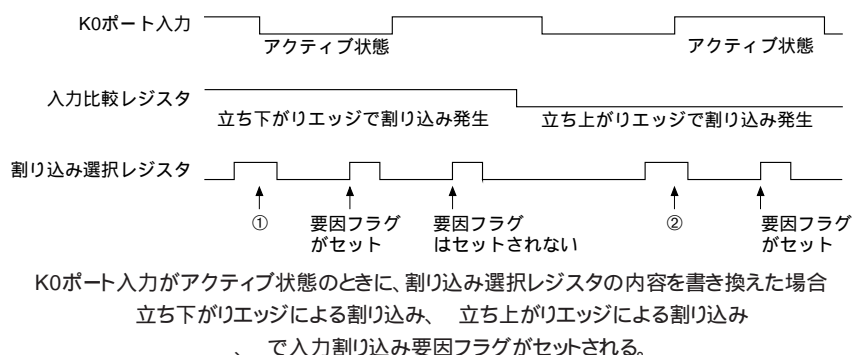 K0ポート入力
アクティブ状態
アクティブ状態
入力比較レジスタ
立ち下がりエッジで割り込み発生
立ち上がりエッジで割り込み発生
割り込み選択レジスタ
①
要因フラグ
がセット
要因フラグ
はセットされない
②
要因フラグ
がセット
K0ポート入力がアクティブ状態のときに、割り込み選択レジスタの内容を書き換えた場合
立ち下がりエッジによる割り込み、 立ち上がりエッジによる割り込み
、 で入力割り込み要因フラグがセットされる。